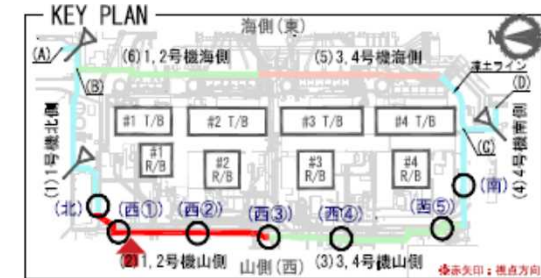 KEY PLAN
海側(東)
N
(A)
(6)1,2号機海側
(5)3,4号機海側
凍土ライン
(B)
(D)
#1 T/B
#2 T/B
#3 T/B
#4 T/B
(C)
(1)1号機北側
(4)4号機南側
#1
R/B
#2
R/B
#3
R/B
#4
R/B
(北)
(西①)
(西②)
(西③)
(西④)
(西⑤)
(南)
(2)1,2号機山側
山側(西)
(3)3,4号機山側
※赤矢印:視点方向